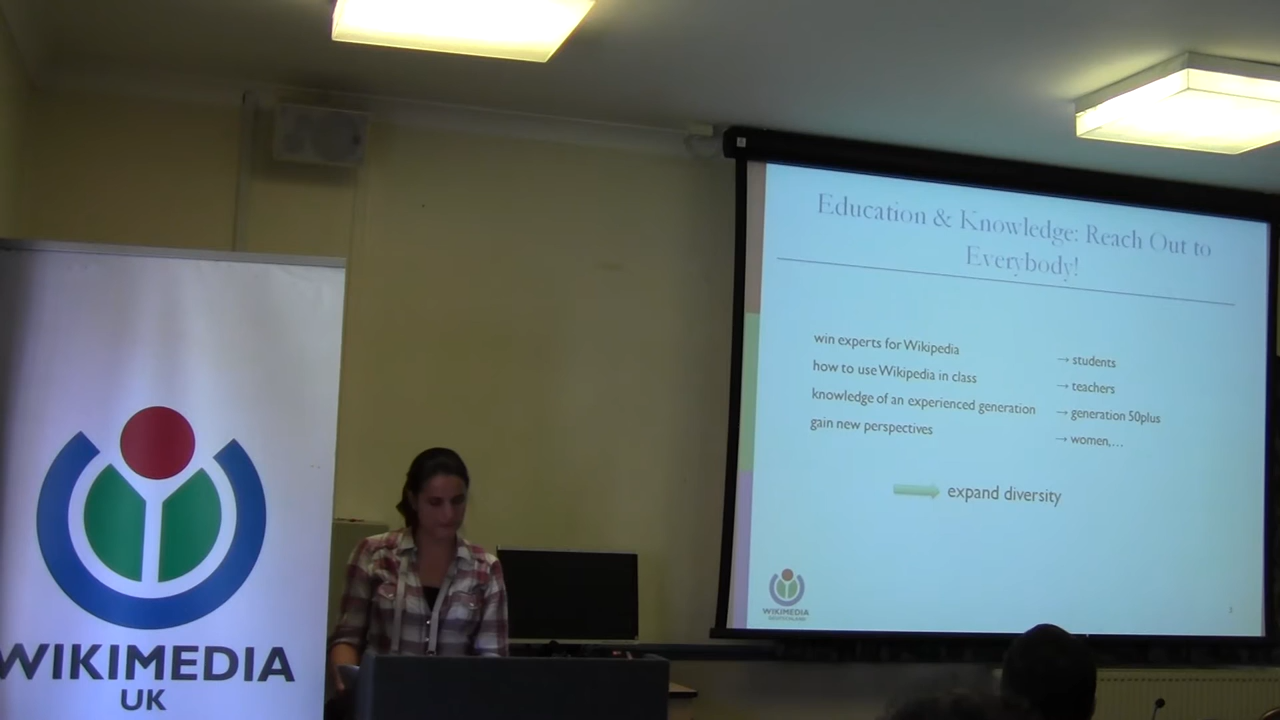 WIKIMEDIA
UK
Education & Knowledge: Reach Out to
Everybody!
win experts for Wikipedia → students
how to use Wikipedia in class → teachers
knowledge of an experienced generation → generation 50plus
gain new perspectives → women,...
expand diversity
WIKIMEDIA